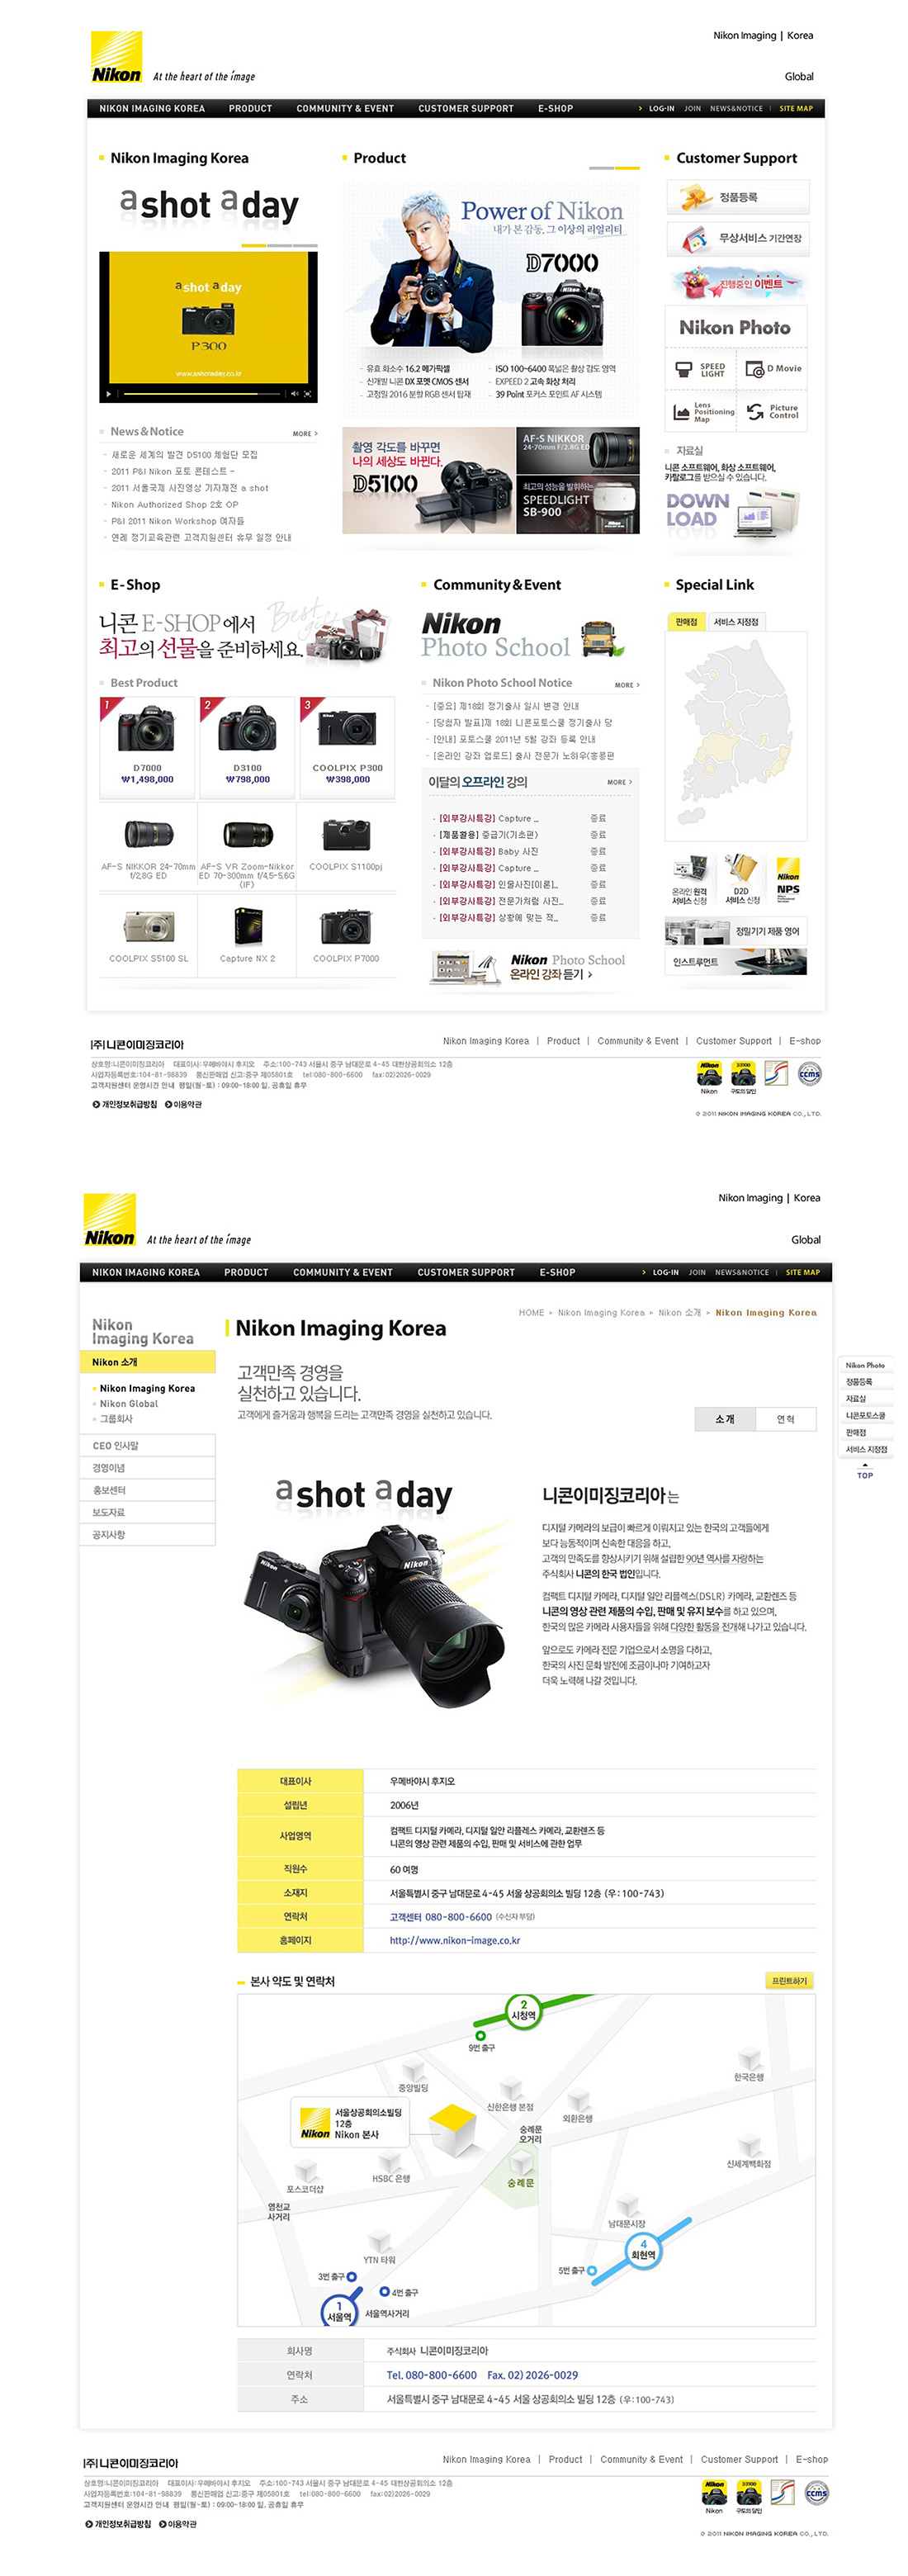 Nikon Imaging | Korea
Nikon
At the heart of the image
Global
NIKON IMAGING KOREA PRODUCT COMMUNITY & EVENT CUSTOMER SUPPORT E-SHOP
LOG-IN JOIN NEWS&NOTICE | SITE MAP
Nikon Imaging Korea
a shot a day
a shot a day
P300
News & Notice MORE >
- 새로운 세계의 발견 D5100 체험단 모집
- 2011 P&I Nikon 포토 콘테스트 -
- 2011 서울국제 사진영상 기자재전 a shot
- Nikon Authorized Shop 2호 OP
- P&I 2011 Nikon Workshop 여자들
- 연례 정기교육관련 고객지원센터 휴무 일정 안내
Product
Power of Nikon
내가 본 감동, 그 이상의 리얼리티
D7000
- 유효 화소수 16.2 메가픽셀
- 신개발 니콘 DX 포맷 CMOS 센서
- 고정밀 2016 분할 RGB 센서 탑재
- ISO 100-6400 폭넓은 촬상 감도 영역
- EXPEED 2 고속 화상 처리
- 39 Point 포커스 포인트 AF 시스템
촬영 각도를 바꾸면
나의 세상도 바뀐다.
D5100
AF-S NIKKOR
24-70mm F/2.8G ED
최고의 성능을 발휘하는
SPEEDLIGHT
SB-900
Customer Support
정품등록
무상서비스 기간연장
진행중인 이벤트
Nikon Photo
SPEED
LIGHT
D Movie
Lens
Positioning
Map
Picture
Control
자료실
니콘 소프트웨어, 화상 소프트웨어,
카탈로그를 받으실 수 있습니다.
DOWN
LOAD
E-Shop
니콘 E-SHOP에서
최고의 선물을 준비하세요.
Best Product
1
2
3
D7000
₩1,498,000
D3100
₩798,000
COOLPIX P300
₩398,000
AF-S NIKKOR 24-70mm
f/2.8G ED
AF-S VR Zoom-Nikkor
ED 70-300mm f/4.5-5.6G
(IF)
COOLPIX S1100pj
COOLPIX S5100 SL
Capture NX 2
COOLPIX P7000
Community & Event
Nikon
Photo School
Nikon Photo School Notice MORE >
- [중요] 제18회 정기출사 일시 변경 안내
- [당첨자 발표]제 18회 니콘포토스쿨 정기출사 당
- [안내] 포토스쿨 2011년 5월 강좌 등록 안내
- [온라인 강좌 업로드] 출사 전문가 노하우(홍콩편
이달의 오프라인 강의 MORE >
· [외부강사특강] Capture ... 종료
· [제품활용] 중급기(기초편) 종료
· [외부강사특강] Baby 사진 종료
· [외부강사특강] Capture ... 종료
· [외부강사특강] 인물사진[이론]... 종료
· [외부강사특강] 전문가처럼 사진... 종료
· [외부강사특강] 상황에 맞는 적... 종료
Nikon Photo School
온라인 강좌 듣기 >
Special Link
판매점 서비스 지정점
온라인 원격
서비스 신청
D2D
서비스 신청
Nikon
NPS
정밀기기 제품 영어
인스트루먼트
(주)니콘이미징코리아
Nikon Imaging Korea | Product | Community & Event | Customer Support | E-shop
상호명:니콘이미징코리아 대표이사:우메바야시 후지오 주소:100-743 서울시 중구 남대문로 4-45 대한상공회의소 12층
사업자등록번호:104-81-98839 통신판매업 신고:중구 제05801호 tel:080-800-6600 fax:02)2026-0029
고객지원센터 운영시간 안내 평일(월~토) : 09:00-18:00 일, 공휴일 휴무
개인정보취급방침 이용약관
Nikon
구도의 달인
CCMS
© 2011 NIKON IMAGING KOREA CO., LTD.
Nikon Imaging | Korea
Nikon
At the heart of the image
Global
NIKON IMAGING KOREA PRODUCT COMMUNITY & EVENT CUSTOMER SUPPORT E-SHOP
LOG-IN JOIN NEWS&NOTICE | SITE MAP
HOME > Nikon Imaging Korea > Nikon 소개 > Nikon Imaging Korea
Nikon
Imaging Korea
Nikon 소개
Nikon Imaging Korea
Nikon Global
그룹회사
CEO 인사말
경영이념
홍보센터
보도자료
공지사항
Nikon Imaging Korea
고객만족 경영을
실천하고 있습니다.
고객에게 즐거움과 행복을 드리는 고객만족 경영을 실천하고 있습니다.
소개 연혁
Nikon Photo
정품등록
자료실
니콘포토스쿨
판매점
서비스 지정점
TOP
a shot a day
Nikon
니콘이미징코리아는
디지털 카메라의 보급이 빠르게 이뤄지고 있는 한국의 고객들에게
보다 능동적이며 신속한 대응을 하고,
고객의 만족도를 향상시키기 위해 설립한 90년 역사를 자랑하는
주식회사 니콘의 한국 법인입니다.
컴팩트 디지털 카메라, 디지털 일안 리플렉스(DSLR) 카메라, 교환렌즈 등
니콘의 영상 관련 제품의 수입, 판매 및 유지 보수를 하고 있으며,
한국의 많은 카메라 사용자들을 위해 다양한 활동을 전개해 나가고 있습니다.
앞으로도 카메라 전문 기업으로서 소명을 다하고,
한국의 사진 문화 발전에 조금이나마 기여하고자
더욱 노력해 나갈 것입니다.
대표이사 우메바야시 후지오
설립년 2006년
사업영역 컴팩트 디지털 카메라, 디지털 일안 리플렉스 카메라, 교환렌즈 등
니콘의 영상 관련 제품의 수입, 판매 및 서비스에 관한 업무
직원수 60 여명
소재지 서울특별시 중구 남대문로 4-45 서울 상공회의소 빌딩 12층 (우: 100-743)
연락처 고객센터 080-800-6600 (수신자 부담)
홈페이지 http://www.nikon-image.co.kr
본사 약도 및 연락처 프린트하기
2
시청역
9번 출구
중앙빌딩
신한은행 본점
외환은행
한국은행
서울상공회의소빌딩
12층
Nikon 본사
Nikon
숭례문
오거리
숭례문
HSBC 은행
신세계백화점
포스코더샵
염천교
사거리
남대문시장
YTN 타워
4
회현역
5번 출구
3번 출구
4번 출구
1
서울역
서울역사거리
회사명 주식회사 니콘이미징코리아
연락처 Tel. 080-800-6600 Fax. 02) 2026-0029
주소 서울특별시 중구 남대문로 4-45 서울 상공회의소 빌딩 12층 (우:100-743)
(주)니콘이미징코리아
Nikon Imaging Korea | Product | Community & Event | Customer Support | E-shop
상호명:니콘이미징코리아 대표이사:우메바야시 후지오 주소:100-743 서울시 중구 남대문로 4-45 대한상공회의소 12층
사업자등록번호:104-81-98839 통신판매업 신고:중구 제05801호 tel:080-800-6600 fax:02)2026-0029
고객지원센터 운영시간 안내 평일(월~토) : 09:00-18:00 일, 공휴일 휴무
개인정보취급방침 이용약관
Nikon
구도의 달인
CCMS
© 2011 NIKON IMAGING KOREA CO., LTD.